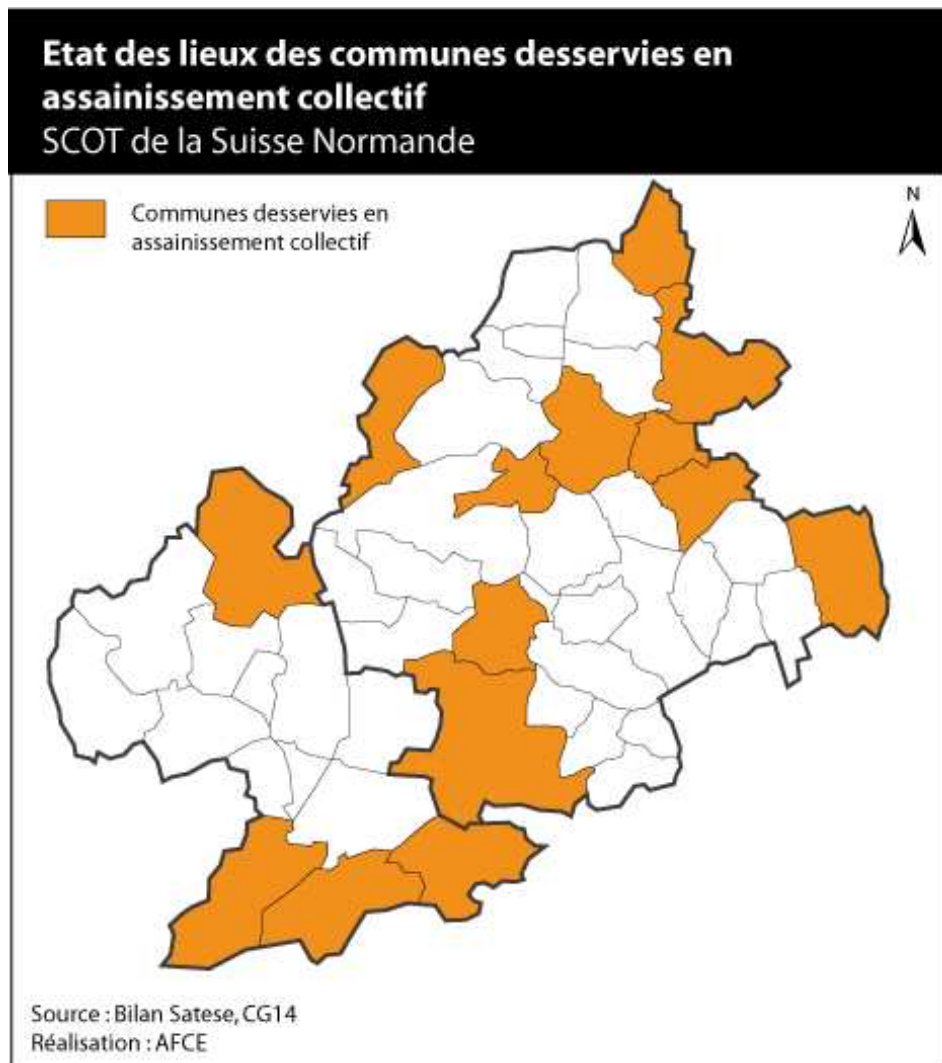 Etat des lieux des communes desservies en
assainissement collectif
SCOT de la Suisse Normande
Communes desservies en
assainissement collectif
N
Source : Bilan Satese, CG14
Réalisation : AFCE